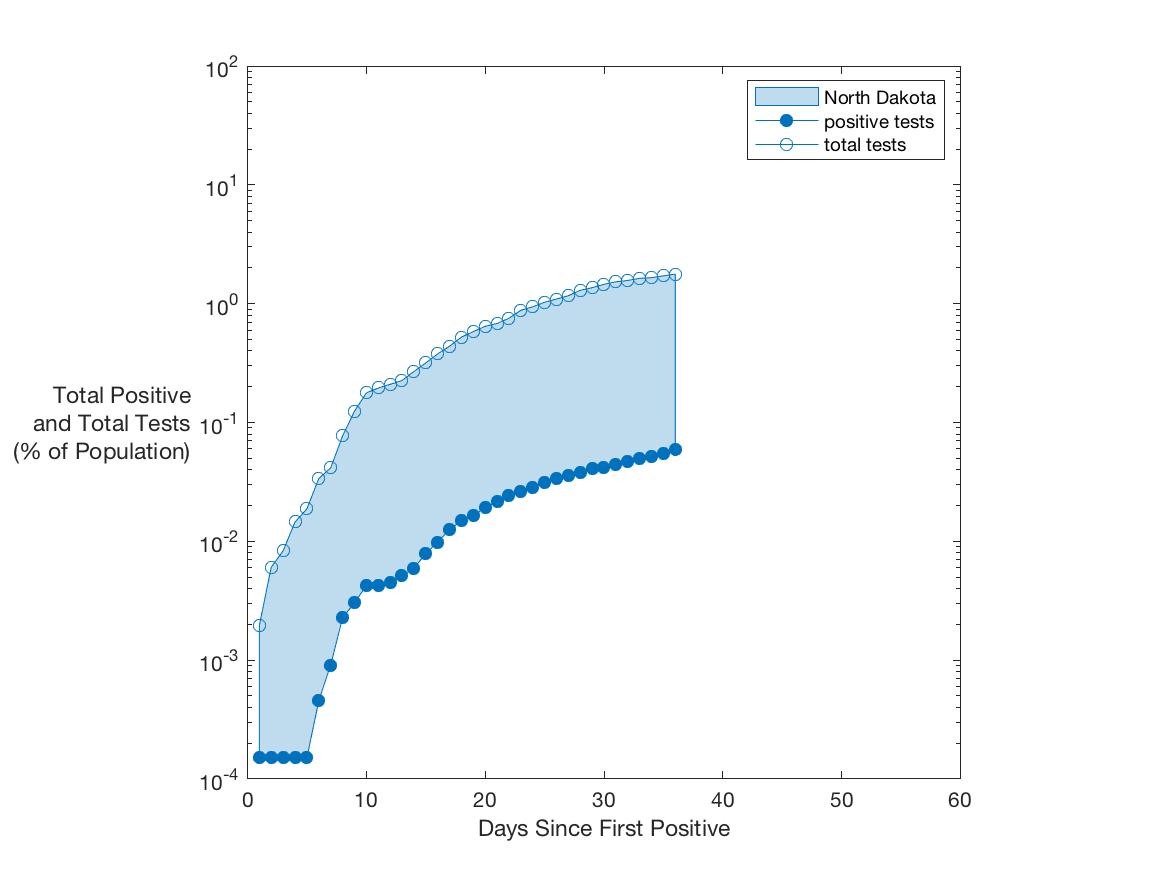 10^2
10^1
10^0
10^-1
10^-2
10^-3
10^-4
Total Positive
and Total Tests
(% of Population)
North Dakota
positive tests
total tests
0 10 20 30 40 50 60
Days Since First Positive